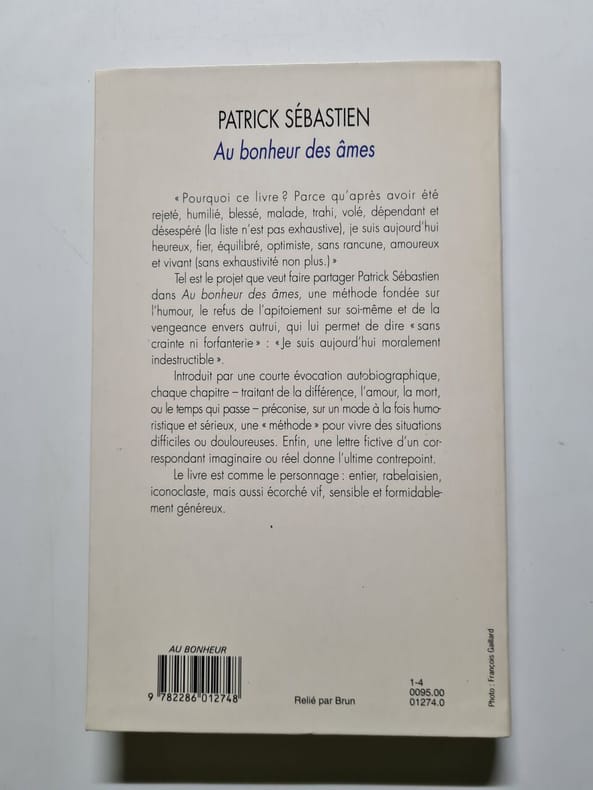 PATRICK SÉBASTIEN
Au bonheur des âmes
« Pourquoi ce livre ? Parce qu'après avoir été
rejeté, humilié, blessé, malade, trahi, volé, dépendant et
désespéré (la liste n'est pas exhaustive), je suis aujourd'hui
heureux, fier, équilibré, optimiste, sans rancune, amoureux
et vivant (sans exhaustivité non plus.) »
Tel est le projet que veut faire partager Patrick Sébastien
dans Au bonheur des âmes, une méthode fondée sur
l'humour, le refus de l'apitoiement sur soi-même et de la
vengeance envers autrui, qui lui permet de dire « sans
crainte ni forfanterie » : « Je suis aujourd'hui moralement
indestructible ».
Introduit par une courte évocation autobiographique,
chaque chapitre – traitant de la différence, l'amour, la mort,
ou le temps qui passe – préconise, sur un mode à la fois humo-
ristique et sérieux, une « méthode » pour vivre des situations
difficiles ou douloureuses. Enfin, une lettre fictive d'un cor-
respondant imaginaire ou réel donne l'ultime contrepoint.
Le livre est comme le personnage : entier, rabelaisien,
iconoclaste, mais aussi écorché vif, sensible et formidable-
ment généreux.
AU BONHEUR
9 782286 012748
Relié par Brun
1-4
0095.00
01274.0
Photo : François Gaillard